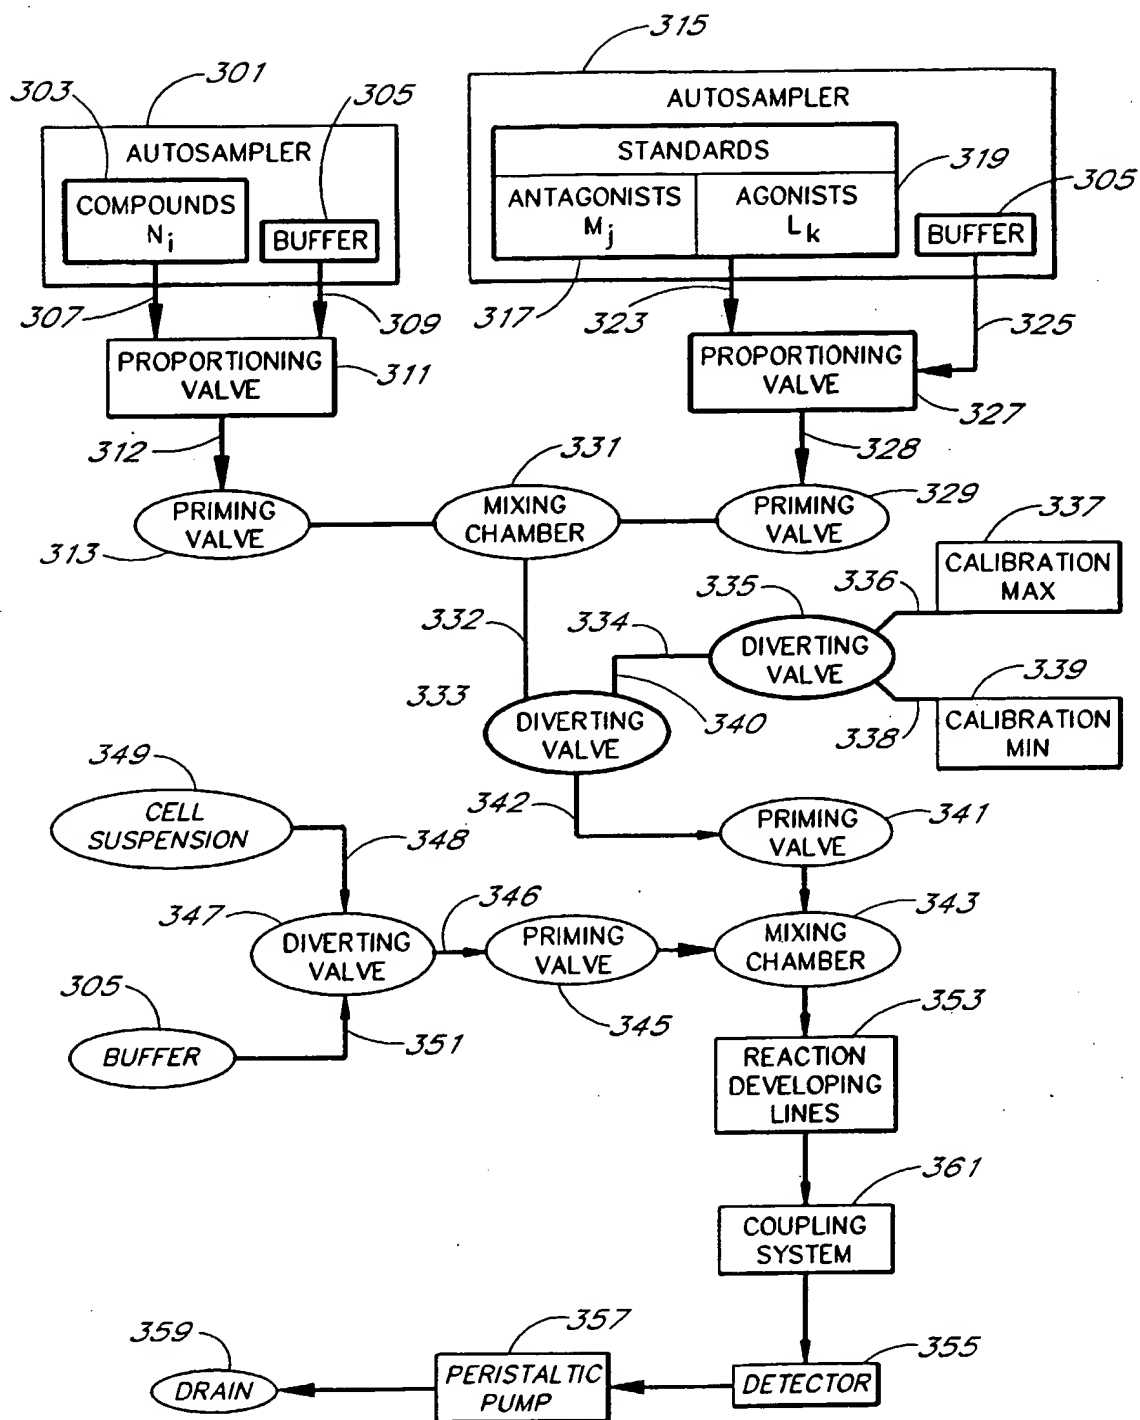 315
301
303
305
AUTOSAMPLER
AUTOSAMPLER
COMPOUNDS
N i
BUFFER
STANDARDS
ANTAGONISTS
M j
AGONISTS
L k
319
305
BUFFER
307
309
317
323
325
PROPORTIONING
VALVE
311
PROPORTIONING
VALVE
327
312
331
328
329
PRIMING
VALVE
MIXING
CHAMBER
PRIMING
VALVE
313
337
336
CALIBRATION
MAX
335
332
334
DIVERTING
VALVE
333
340
339
338
CALIBRATION
MIN
DIVERTING
VALVE
349
342
341
CELL
SUSPENSION
348
PRIMING
VALVE
347
346
343
DIVERTING
VALVE
PRIMING
VALVE
MIXING
CHAMBER
305
BUFFER
351
345
353
REACTION
DEVELOPING
LINES
361
COUPLING
SYSTEM
359
357
355
DRAIN
PERISTALTIC
PUMP
DETECTOR